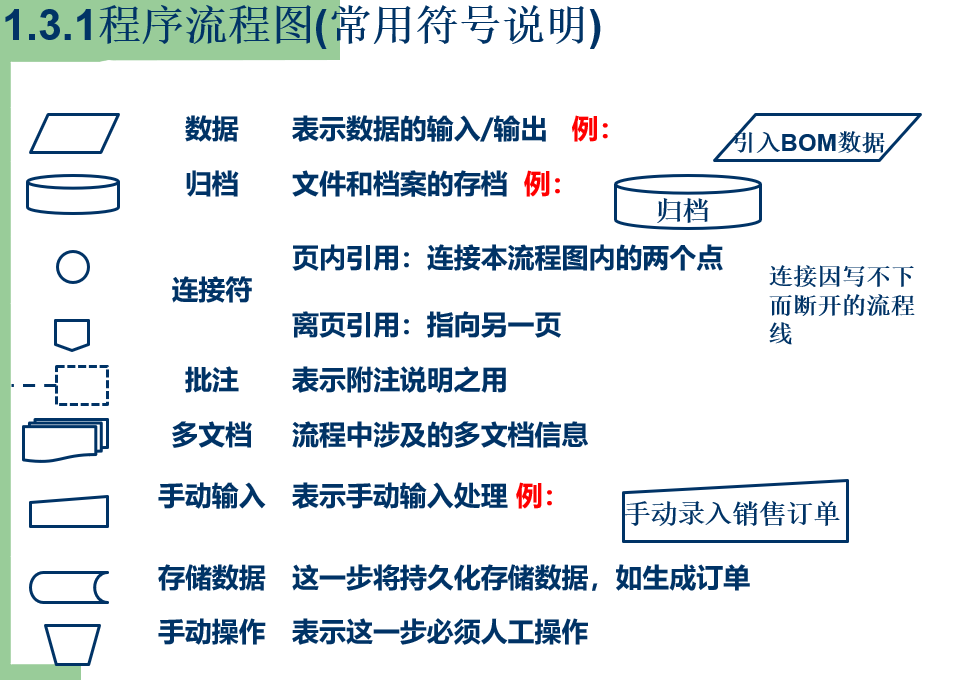 1.3.1程序流程图(常用符号说明)
数据 表示数据的输入/输出 例： 引入BOM数据
归档 文件和档案的存档 例： 归档
页内引用：连接本流程图内的两个点
连接符
离页引用：指向另一页
连接因写不下
而断开的流程
线
批注 表示附注说明之用
多文档 流程中涉及的多文档信息
手动输入 表示手动输入处理 例： 手动录入销售订单
存储数据 这一步将持久化存储数据，如生成订单
手动操作 表示这一步必须人工操作